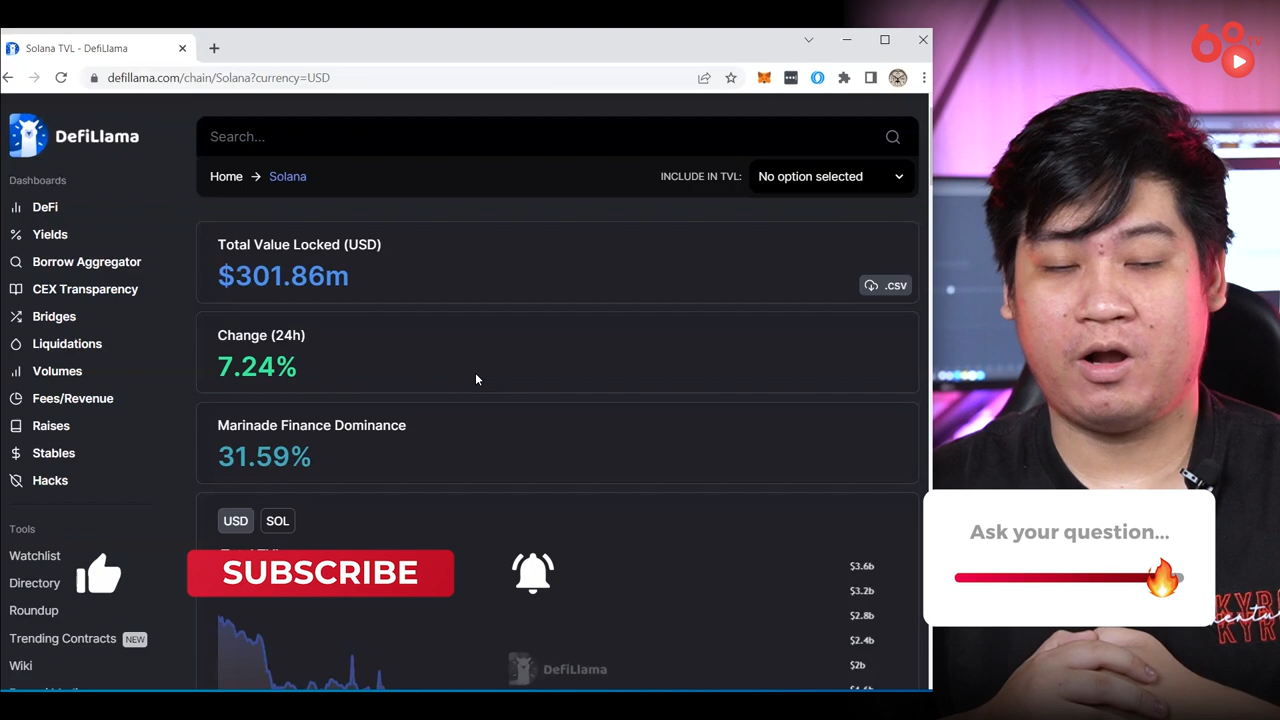 Solana TVL - DefiLlama
defillama.com/chain/Solana?currency=USD
DefiLlama
Search...
Dashboards
Home → Solana
INCLUDE IN TVL: No option selected
DeFi
Yields
Borrow Aggregator
CEX Transparency
Bridges
Liquidations
Volumes
Fees/Revenue
Raises
Stables
Hacks
Tools
Watchlist
Directory
Roundup
Trending Contracts NEW
Wiki
Total Value Locked (USD)
$301.86m
.CSV
Change (24h)
7.24%
Marinade Finance Dominance
31.59%
USD SOL
SUBSCRIBE
$3.6b
$3.2b
$2.8b
$2.4b
$2b
DefiLlama
68
TV
Ask your question...